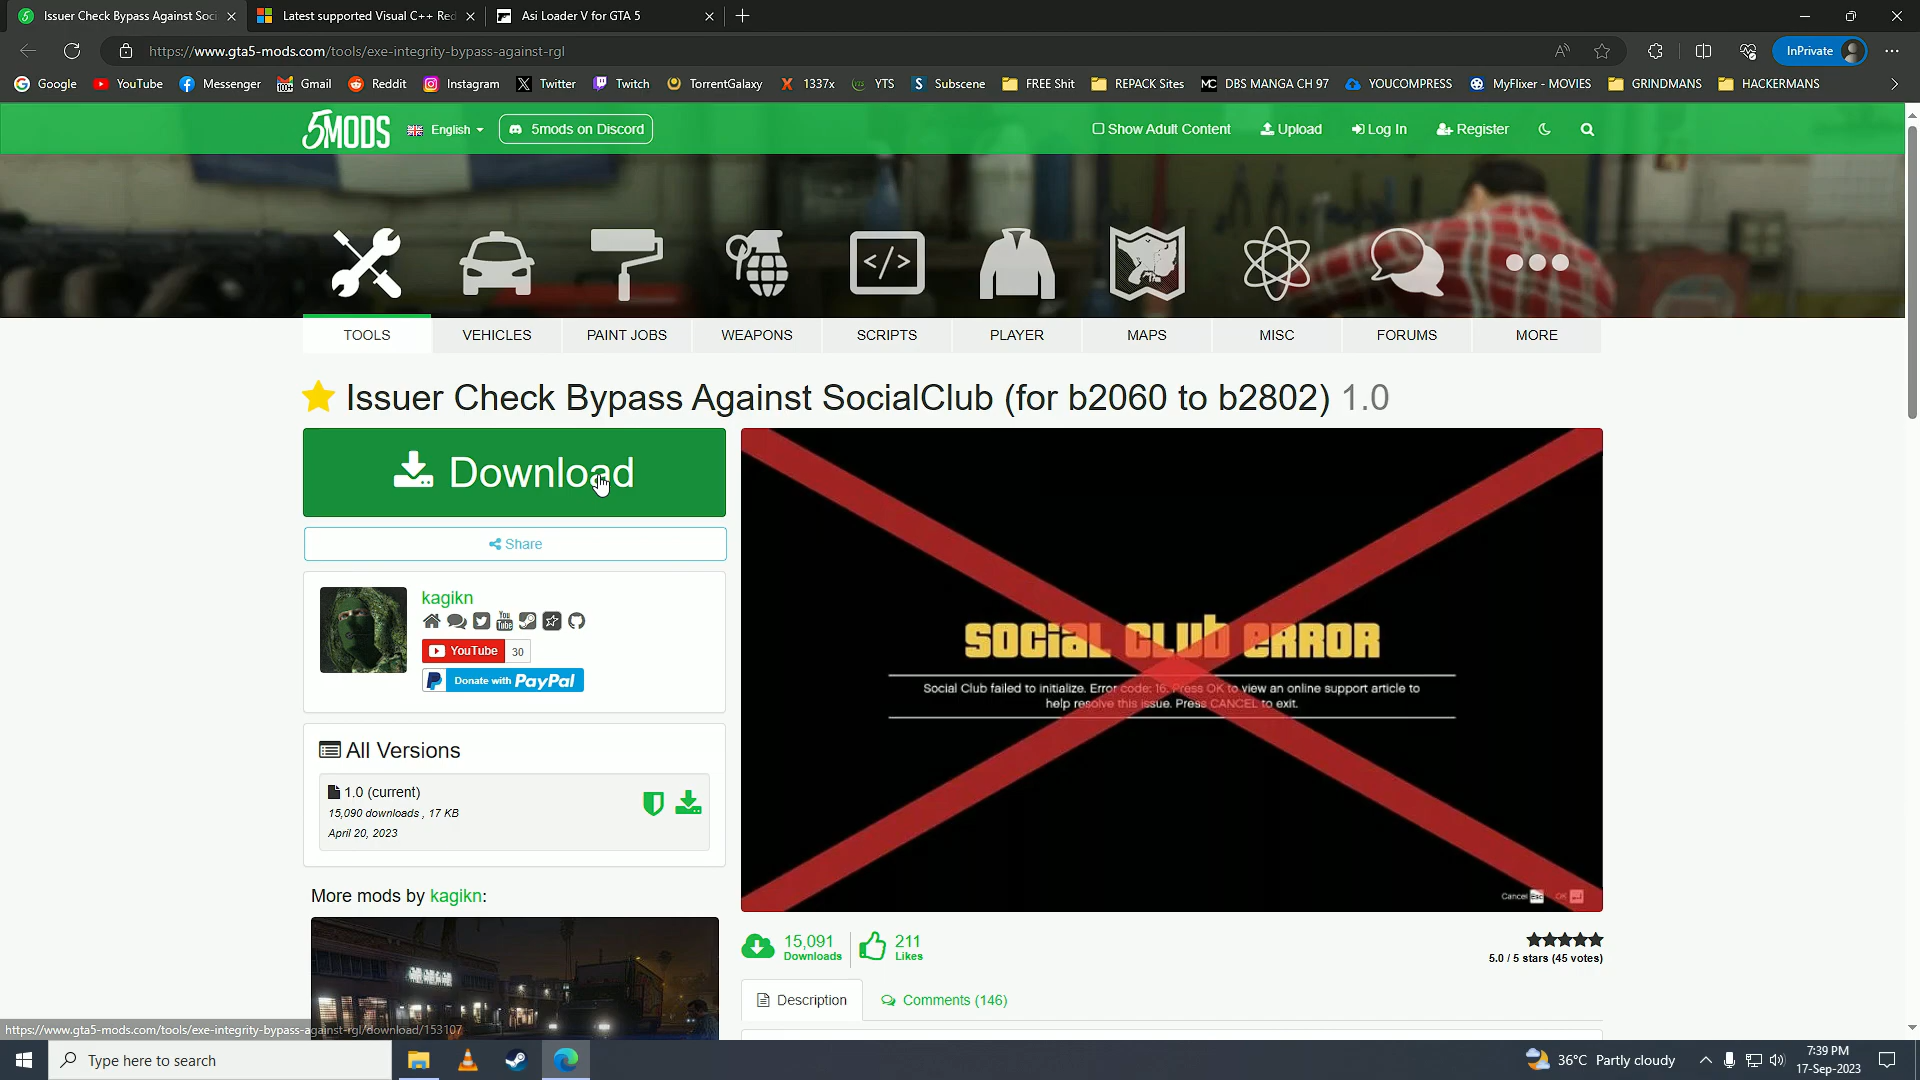 Issuer Check Bypass Against Soci
Latest supported Visual C++ Red
Asi Loader V for GTA 5
https://www.gta5-mods.com/tools/exe-integrity-bypass-against-rgl
InPrivate
Google
YouTube
Messenger
Gmail
Reddit
Instagram
Twitter
Twitch
TorrentGalaxy
1337x
YTS
Subscene
FREE Shit
REPACK Sites
DBS MANGA CH 97
YOUCOMPRESS
MyFlixer - MOVIES
GRINDMANS
HACKERMANS
5MODS
English
5mods on Discord
Show Adult Content
Upload
Log In
Register
TOOLS
VEHICLES
PAINT JOBS
WEAPONS
SCRIPTS
PLAYER
MAPS
MISC
FORUMS
MORE
Issuer Check Bypass Against SocialClub (for b2060 to b2802) 1.0
Download
Share
kagikn
YouTube 30
Donate with PayPal
All Versions
1.0 (current)
15,090 downloads , 17 KB
April 20, 2023
More mods by kagikn:
SOCIAL CLUB ERROR
Social Club failed to initialize. Error code: 16. Press OK to view an online support article to
help resolve this issue. Press CANCEL to exit.
Cancel Esc OK
15,091
Downloads
211
Likes
5.0 / 5 stars (45 votes)
Description
Comments (146)
https://www.gta5-mods.com/tools/exe-integrity-bypass-against-rgl/download/153107
Type here to search
36°C Partly cloudy
7:39 PM
17-Sep-2023